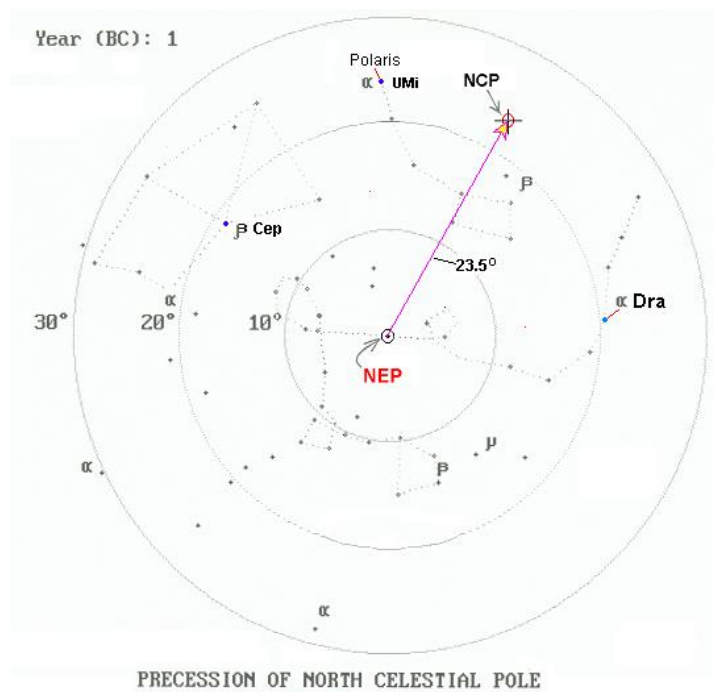 Year (BC): 1
Polaris
α UMi
NCP
β
β Cep
23.5°
α
α Dra
30° 20° 10°
NEP
μ
β
α
α
PRECESSION OF NORTH CELESTIAL POLE